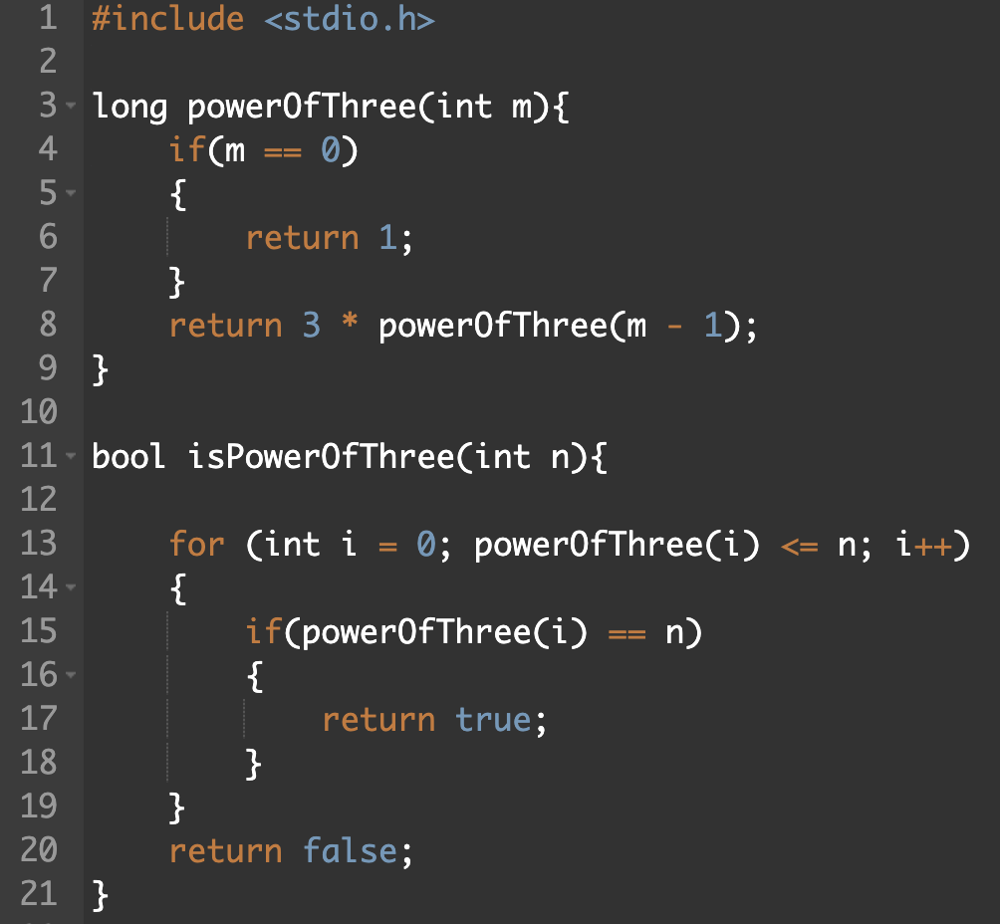 1 #include <stdio.h>
2
3 long powerOfThree(int m){
4     if(m == 0)
5     {
6         return 1;
7     }
8     return 3 * powerOfThree(m - 1);
9 }
10
11 bool isPowerOfThree(int n){
12
13     for (int i = 0; powerOfThree(i) <= n; i++)
14     {
15         if(powerOfThree(i) == n)
16         {
17             return true;
18         }
19     }
20     return false;
21 }